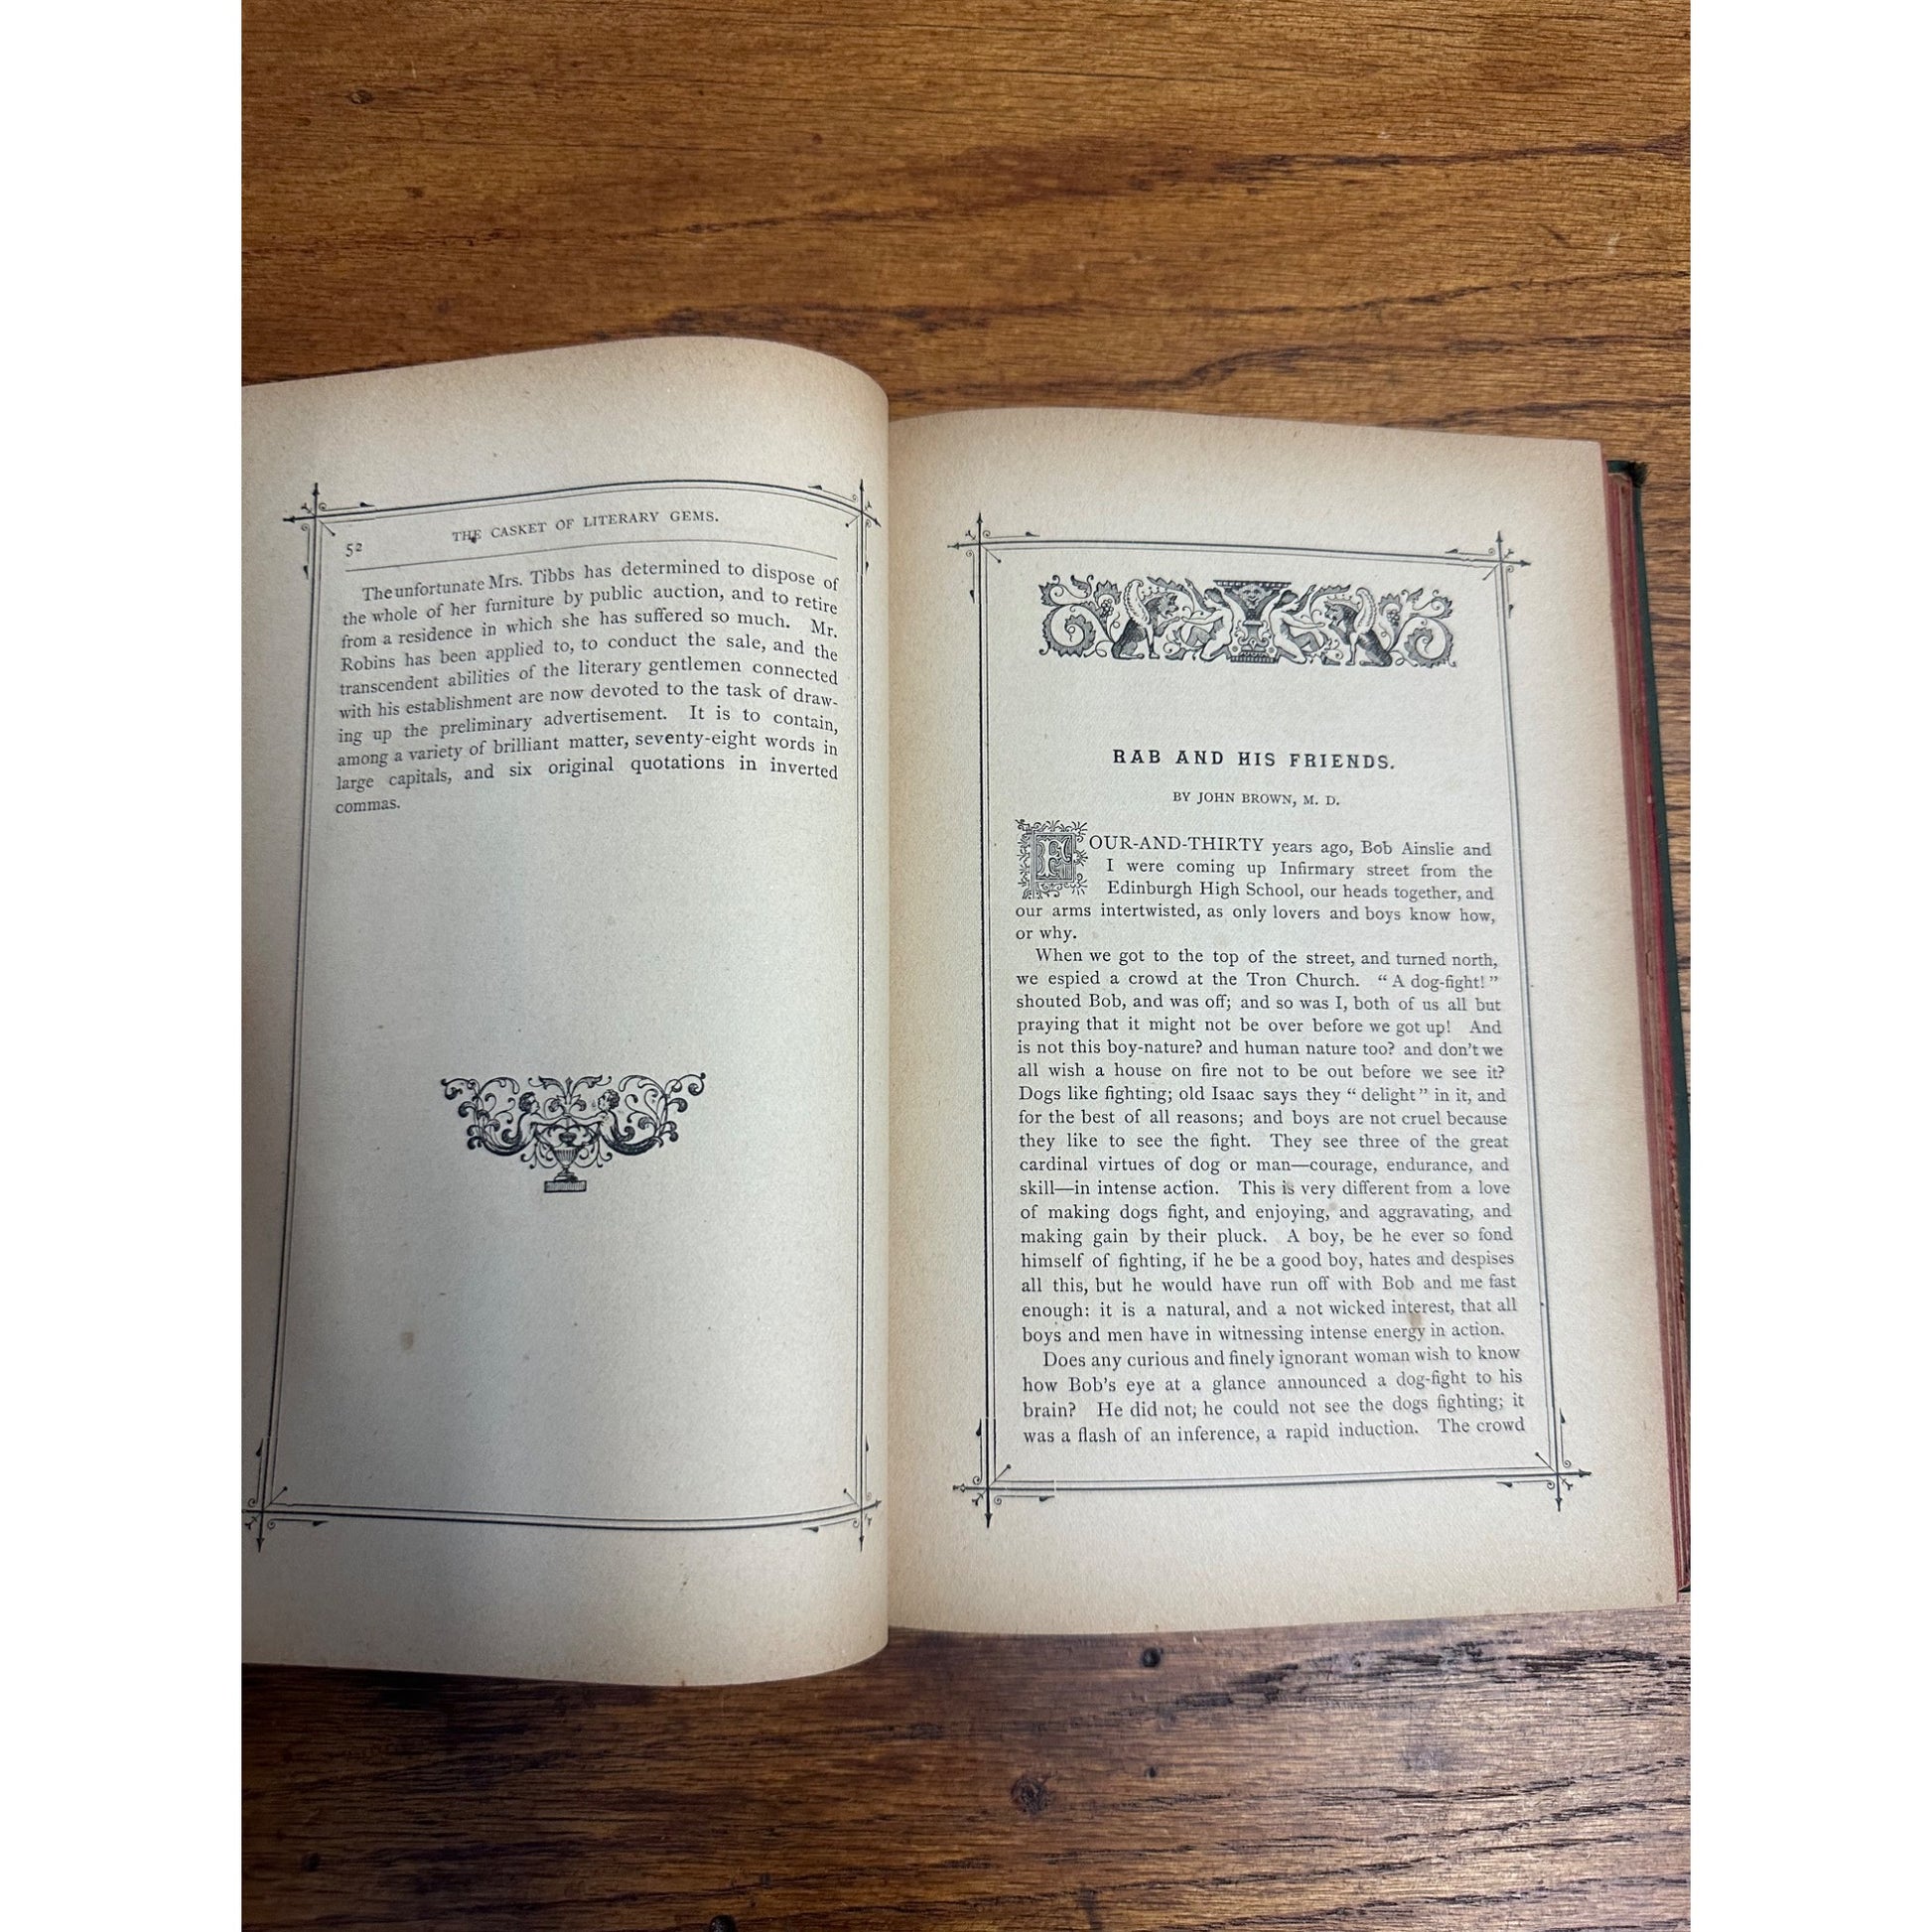 52
THE CASKET OF LITERARY GEMS.
The unfortunate Mrs. Tibbs has determined to dispose of
the whole of her furniture by public auction, and to retire
from a residence in which she has suffered so much. Mr.
Robins has been applied to, to conduct the sale, and the
transcendent abilities of the literary gentlemen connected
with his establishment are now devoted to the task of draw-
ing up the preliminary advertisement. It is to contain,
among a variety of brilliant matter, seventy-eight words in
large capitals, and six original quotations in inverted
commas.
RAB AND HIS FRIENDS.
BY JOHN BROWN, M. D.
FOUR-AND-THIRTY years ago, Bob Ainslie and
I were coming up Infirmary street from the
Edinburgh High School, our heads together, and
our arms intertwisted, as only lovers and boys know how,
or why.
When we got to the top of the street, and turned north,
we espied a crowd at the Tron Church. “A dog-fight!”
shouted Bob, and was off; and so was I, both of us all but
praying that it might not be over before we got up! And
is not this boy-nature? and human nature too? and don't we
all wish a house on fire not to be out before we see it?
Dogs like fighting; old Isaac says they “delight” in it, and
for the best of all reasons; and boys are not cruel because
they like to see the fight. They see three of the great
cardinal virtues of dog or man—courage, endurance, and
skill—in intense action. This is very different from a love
of making dogs fight, and enjoying, and aggravating, and
making gain by their pluck. A boy, be he ever so fond
himself of fighting, if he be a good boy, hates and despises
all this, but he would have run off with Bob and me fast
enough: it is a natural, and a not wicked interest, that all
boys and men have in witnessing intense energy in action.
Does any curious and finely ignorant woman wish to know
how Bob's eye at a glance announced a dog-fight to his
brain? He did not; he could not see the dogs fighting; it
was a flash of an inference, a rapid induction. The crowd